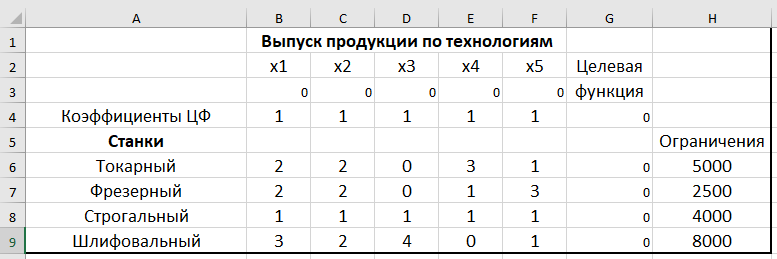 A B C D E F G H
1 Выпуск продукции по технологиям
2 x1 x2 x3 x4 x5 Целевая
3 0 0 0 0 0 функция
4 Коэффициенты ЦФ 1 1 1 1 1 0
5 Станки Ограничения
6 Токарный 2 2 0 3 1 0 5000
7 Фрезерный 2 2 0 1 3 0 2500
8 Строгальный 1 1 1 1 1 0 4000
9 Шлифовальный 3 2 4 0 1 0 8000